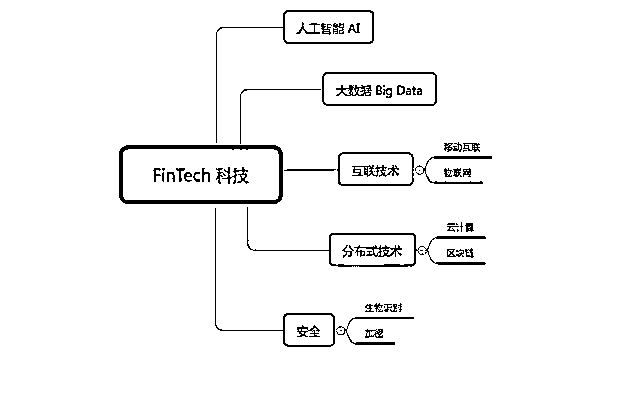 人工智能 AI
大数据 Big Data
FinTech 科技
互联技术
移动互联
物联网
分布式技术
云计算
区块链
安全
生物识别
加密